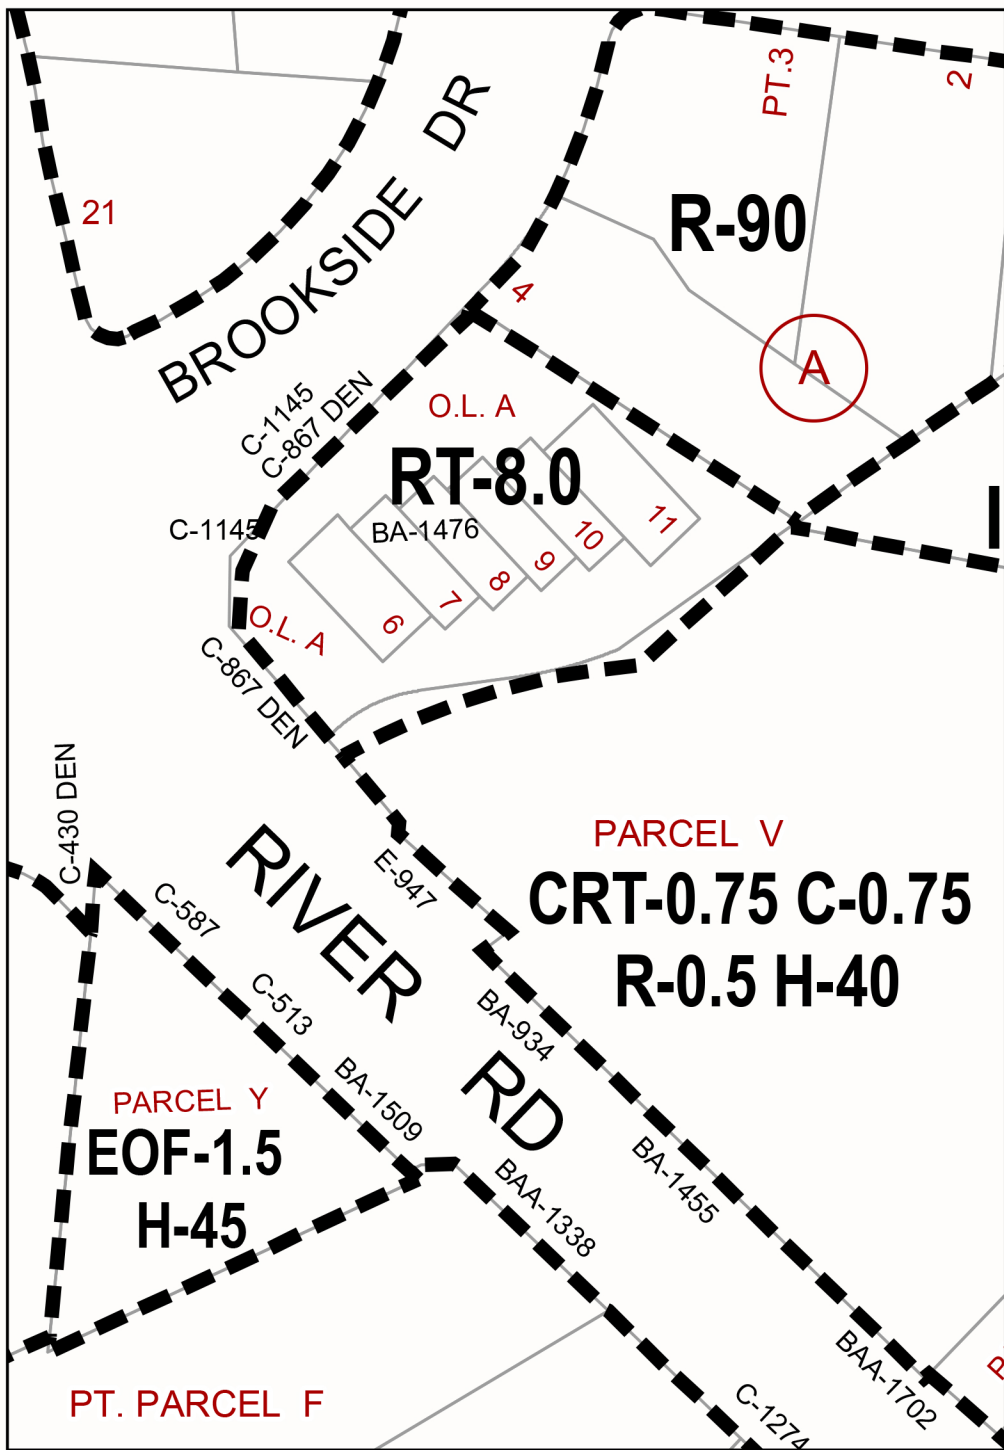 PT.3
2
DR
BROOKSIDE
21
R-90
4
A
C-1145
C-867 DEN
O.L. A
RT-8.0
C-1145
BA-1476
11
10
9
8
7
6
O.L. A
C-867 DEN
C-430 DEN
PARCEL V
CRT-0.75 C-0.75
R-0.5 H-40
E-947
RIVER
RD
C-587
C-513
BA-1509
BA-934
PARCEL Y
EOF-1.5
H-45
BAA-1338
BA-1455
BAA-1702
PT. PARCEL F
C-1274